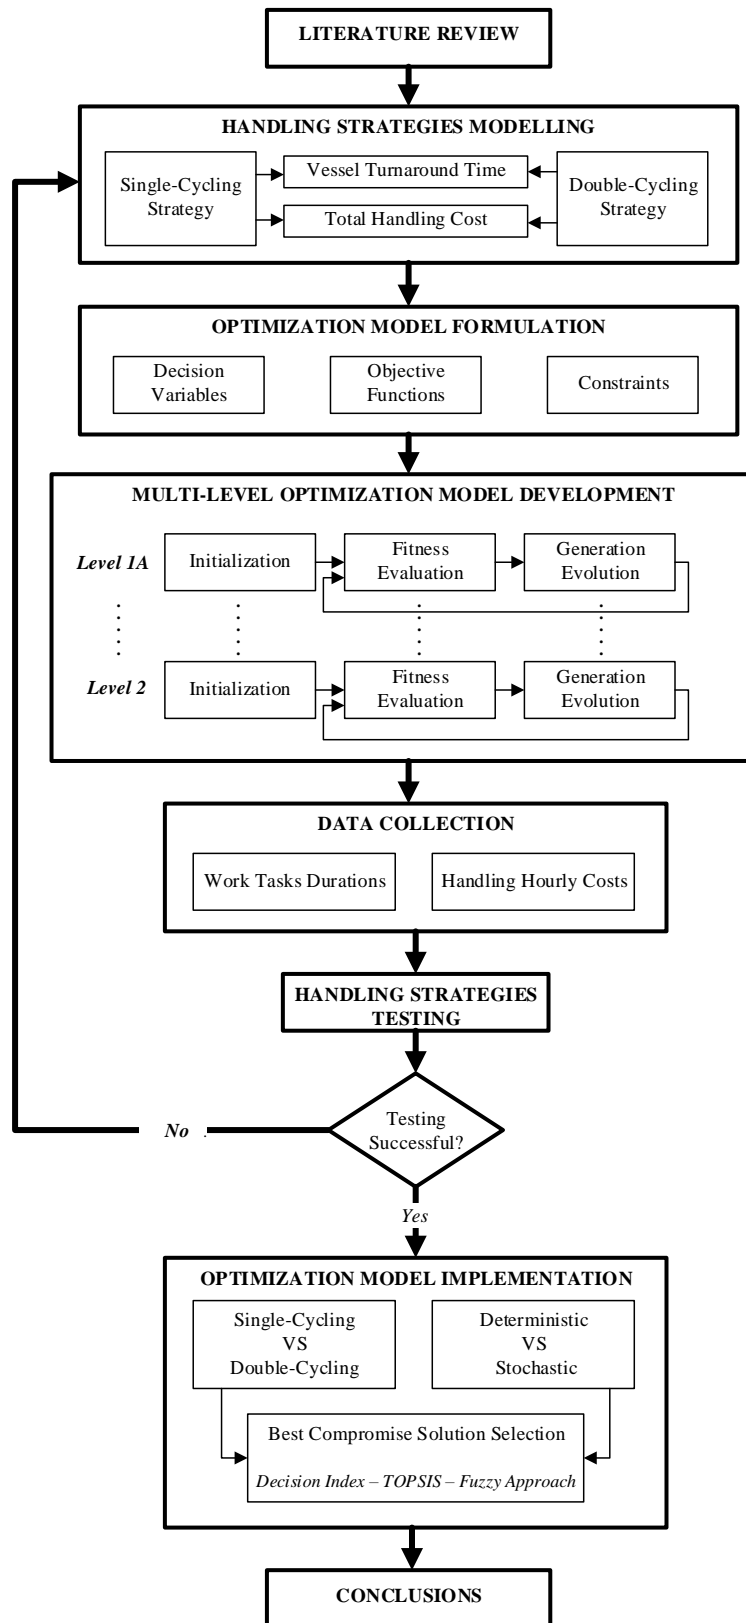 LITERATURE REVIEW
HANDLING STRATEGIES MODELLING
Single-Cycling
Strategy
Vessel Turnaround Time
Total Handling Cost
Double-Cycling
Strategy
OPTIMIZATION MODEL FORMULATION
Decision
Variables
Objective
Functions
Constraints
MULTI-LEVEL OPTIMIZATION MODEL DEVELOPMENT
Level 1A
Initialization
Fitness
Evaluation
Generation
Evolution
Level 2
Initialization
Fitness
Evaluation
Generation
Evolution
DATA COLLECTION
Work Tasks Durations
Handling Hourly Costs
HANDLING STRATEGIES
TESTING
Testing
Successful?
No
Yes
OPTIMIZATION MODEL IMPLEMENTATION
Single-Cycling
VS
Double-Cycling
Deterministic
VS
Stochastic
Best Compromise Solution Selection
Decision Index – TOPSIS – Fuzzy Approach
CONCLUSIONS